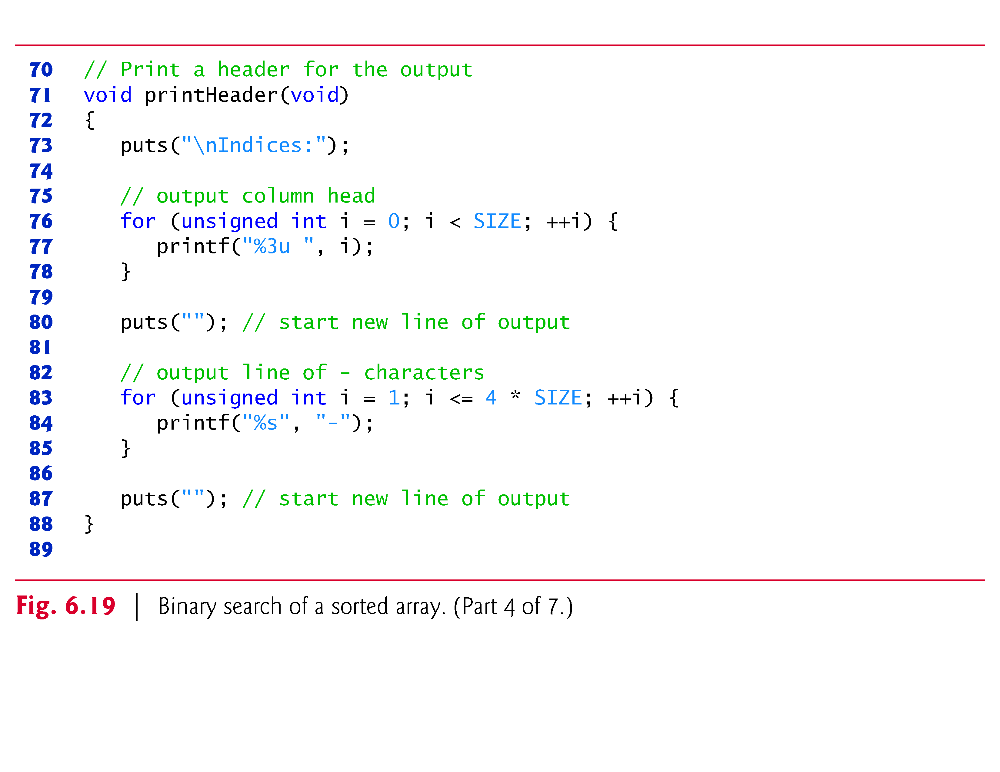 70 // Print a header for the output
71 void printHeader(void)
72 {
73    puts("\nIndices:");
74
75    // output column head
76    for (unsigned int i = 0; i < SIZE; ++i) {
77       printf("%3u ", i);
78    }
79
80    puts(""); // start new line of output
81
82    // output line of - characters
83    for (unsigned int i = 1; i <= 4 * SIZE; ++i) {
84       printf("%s", "-");
85    }
86
87    puts(""); // start new line of output
88 }
89
Fig. 6.19 | Binary search of a sorted array. (Part 4 of 7.)